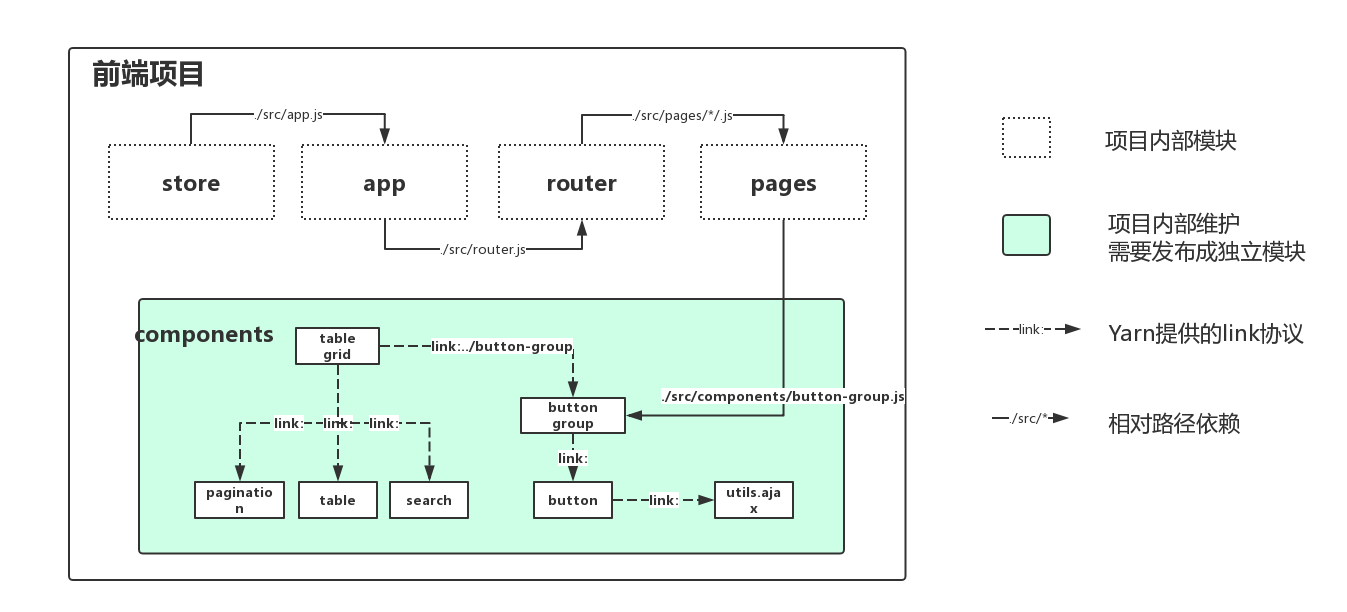 前端项目
./src/app.js
./src/pages/*/.js
store
app
router
pages
./src/router.js
components
table
grid
link:../button-group
./src/components/button-group.js
button
group
link:
link:
link:
link:
paginatio
n
table
search
button
link:
utils.aja
x
项目内部模块
项目内部维护
需要发布成独立模块
link:
Yarn提供的link协议
./src/*
相对路径依赖